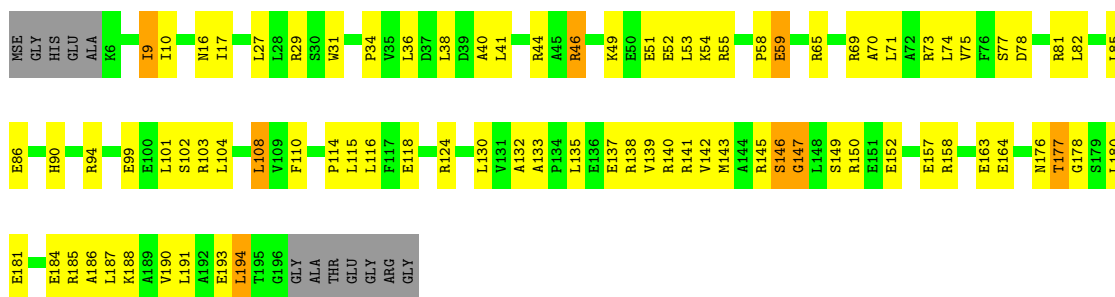 MSE GLY HIS GLU ALA K6 I9 I10 N16 I17 L27 L28 R29 S30 W31 P34 V35 L36 D37 L38 D39 A40 L41 R44 A45 R46 K49 E50 E51 E52 L53 K54 R55 P58 E59 R65 R69 A70 L71 A72 R73 L74 V75 F76 S77 D78 R81 L82
E86 H90 R94 E99 E100 L101 S102 R103 L104 L108 V109 F110 P114 L115 L116 F117 E118 R124 L130 V131 A132 A133 P134 L135 E136 E137 R138 V139 R140 R141 V142 M143 A144 R145 S146 G147 L148 S149 R150 E151 E152 E157 R158 E163 E164 N176 T177 G178 S179 L180
E181 E184 R185 A186 L187 K188 A189 V190 L191 A192 E193 L194 T195 G196 GLY ALA THR GLU GLY ARG GLY